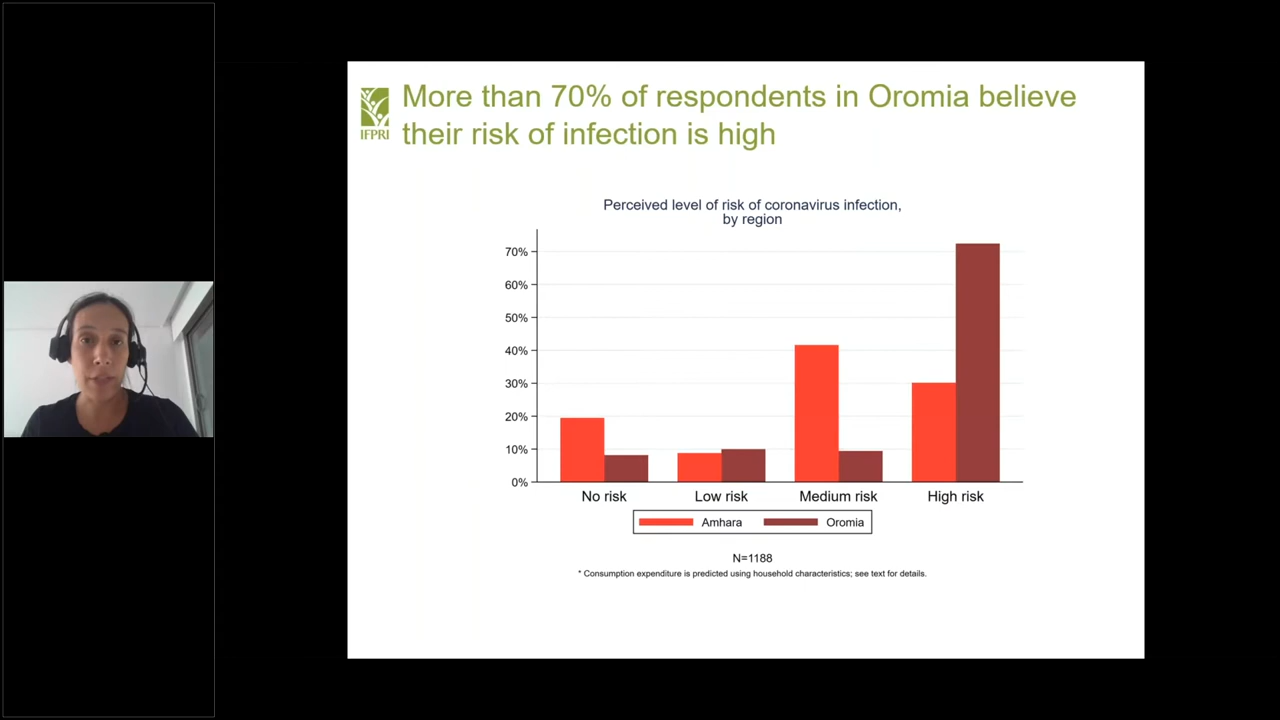 More than 70% of respondents in Oromia believe
their risk of infection is high
IFPRI
Perceived level of risk of coronavirus infection,
by region
70%
60%
50%
40%
30%
20%
10%
0%
No risk Low risk Medium risk High risk
Amhara Oromia
N=1188
* Consumption expenditure is predicted using household characteristics; see text for details.